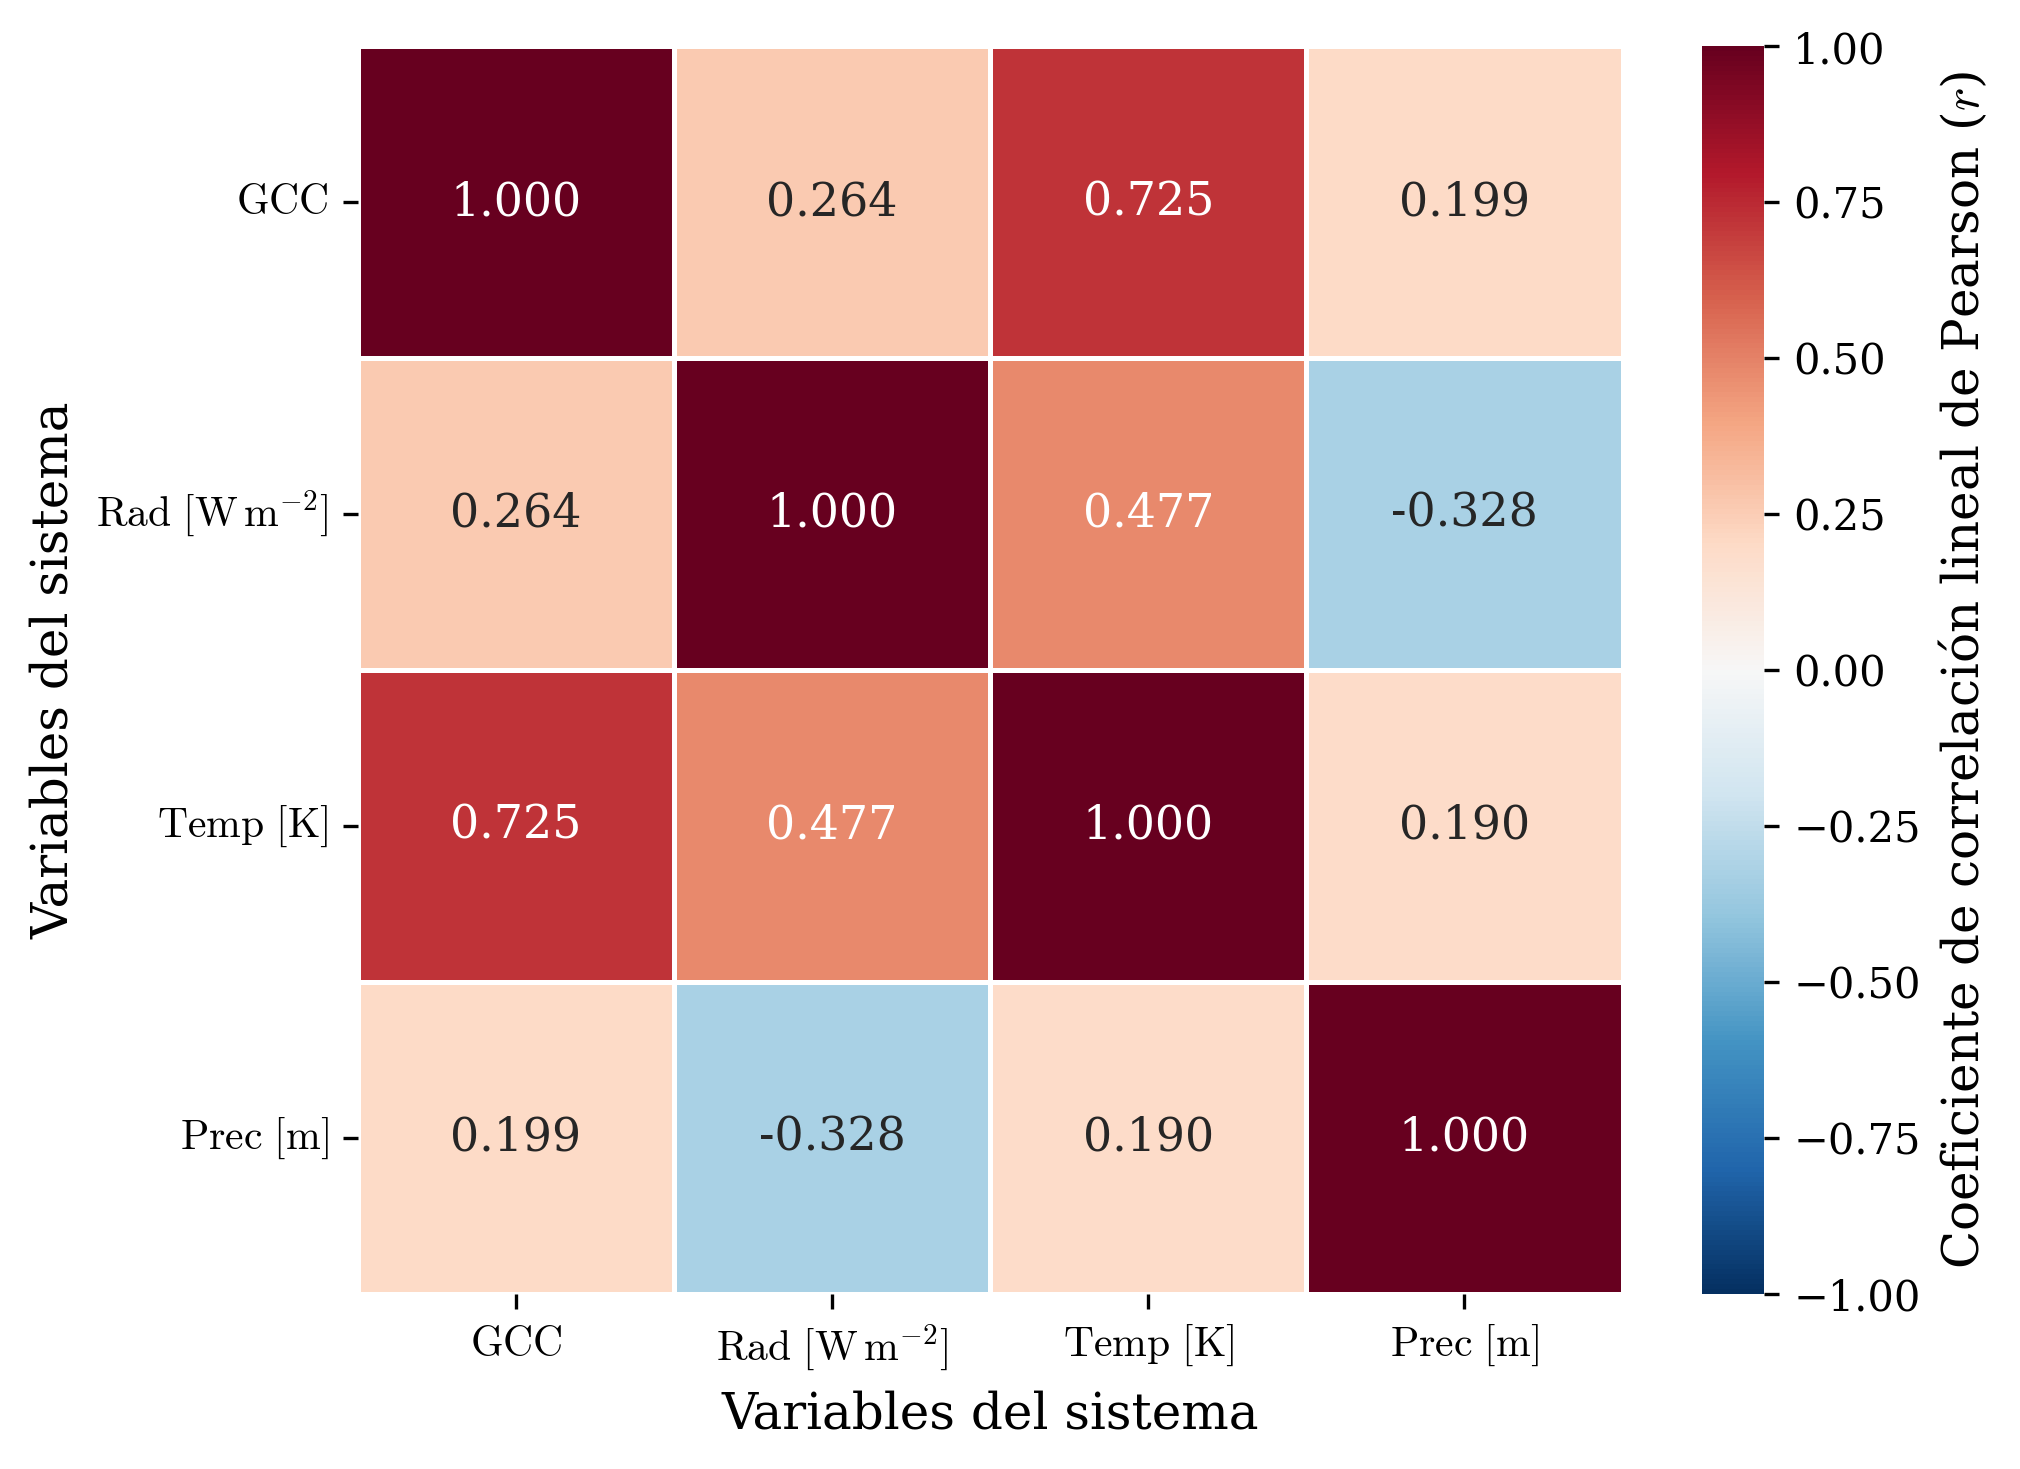 GCC 1.000 0.264 0.725 0.199
Rad [W m⁻²] 0.264 1.000 0.477 -0.328
Temp [K] 0.725 0.477 1.000 0.190
Prec [m] 0.199 -0.328 0.190 1.000
GCC Rad [W m⁻²] Temp [K] Prec [m]
Variables del sistema
Variables del sistema
1.00
0.75
0.50
0.25
0.00
−0.25
−0.50
−0.75
−1.00
Coeficiente de correlación lineal de Pearson (r)